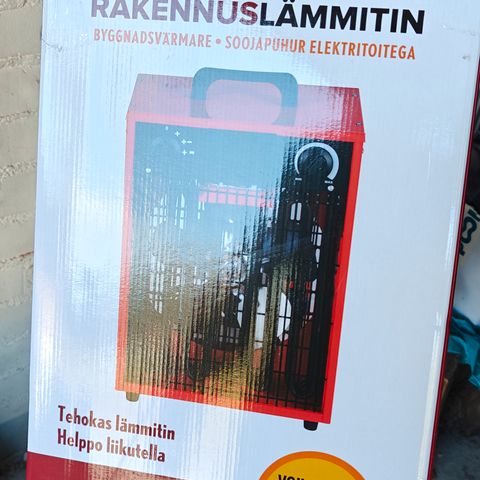 RAKENNUSLÄMMITIN
BYGGNADSVÄRMARE • SOOJAPUHUR ELEKTRITOITEGA
Tehokas lämmitin
Helppo liikutella